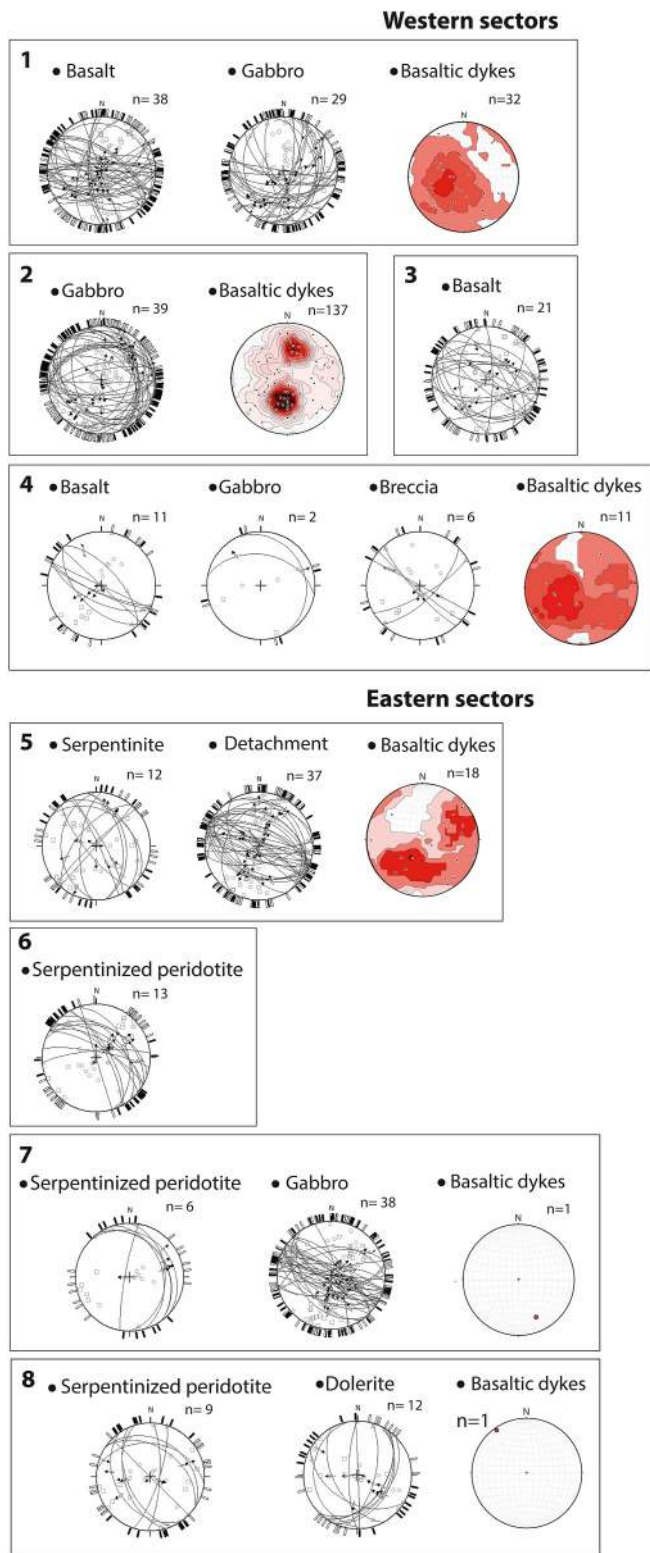 Western sectors
1
• Basalt
n= 38
• Gabbro
n= 29
• Basaltic dykes
n=32
N
N
N
2
• Gabbro
n= 39
• Basaltic dykes
n=137
N
N
3
• Basalt
n= 21
N
4
• Basalt
n= 11
• Gabbro
n= 2
• Breccia
n= 6
• Basaltic dykes
n=11
N
N
N
N
Eastern sectors
5
• Serpentinite
n= 12
• Detachment
n= 37
• Basaltic dykes
n=18
N
N
N
6
• Serpentinized peridotite
n= 13
N
7
• Serpentinized peridotite
n= 6
• Gabbro
n= 38
• Basaltic dykes
n=1
N
N
N
8
• Serpentinized peridotite
n= 9
• Dolerite
n= 12
• Basaltic dykes
n=1
N
N
N